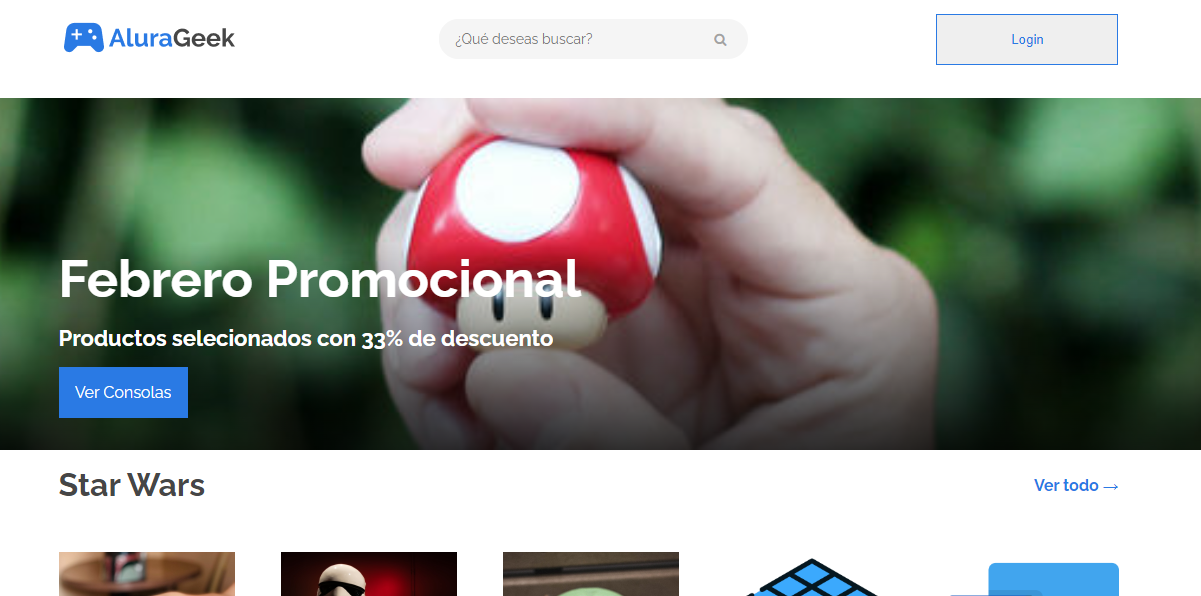 AluraGeek
¿Qué deseas buscar?
Login
Febrero Promocional
Productos selecionados con 33% de descuento
Ver Consolas
Star Wars
Ver todo →